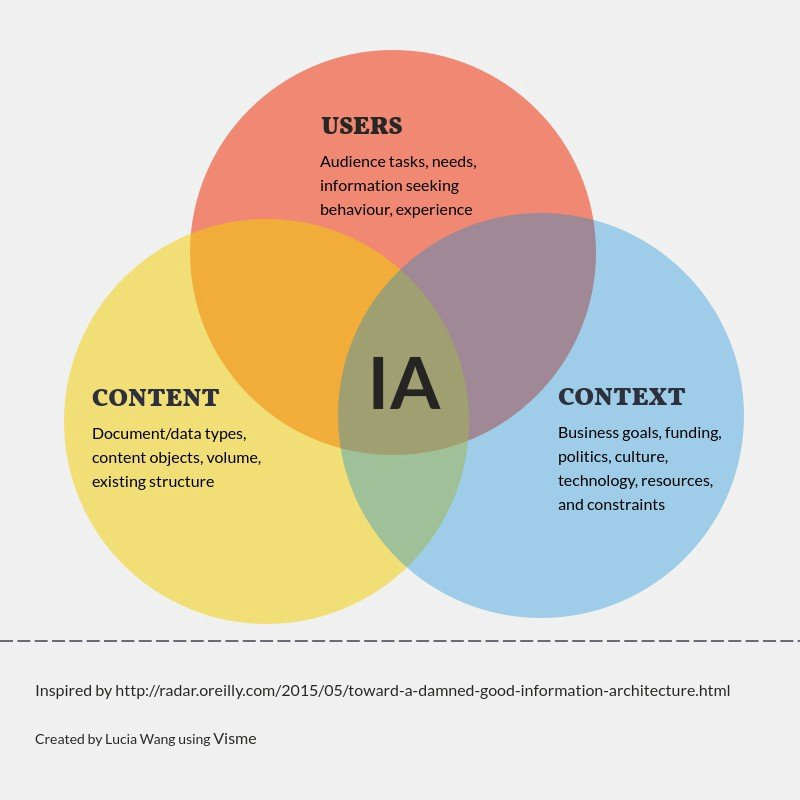 USERS
Audience tasks, needs,
information seeking
behaviour, experience
IA
CONTENT
Document/data types,
content objects, volume,
existing structure
CONTEXT
Business goals, funding,
politics, culture,
technology, resources,
and constraints
Inspired by http://radar.oreilly.com/2015/05/toward-a-damned-good-information-architecture.html
Created by Lucia Wang using Visme